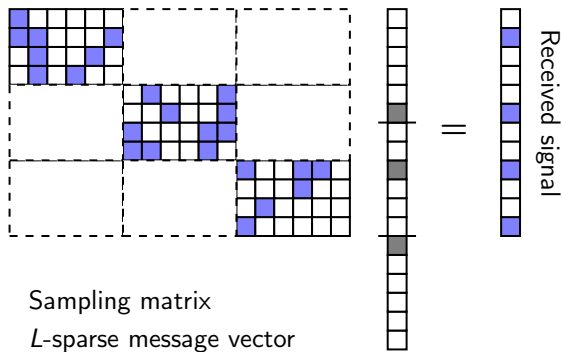 =
Received signal
Sampling matrix
L-sparse message vector